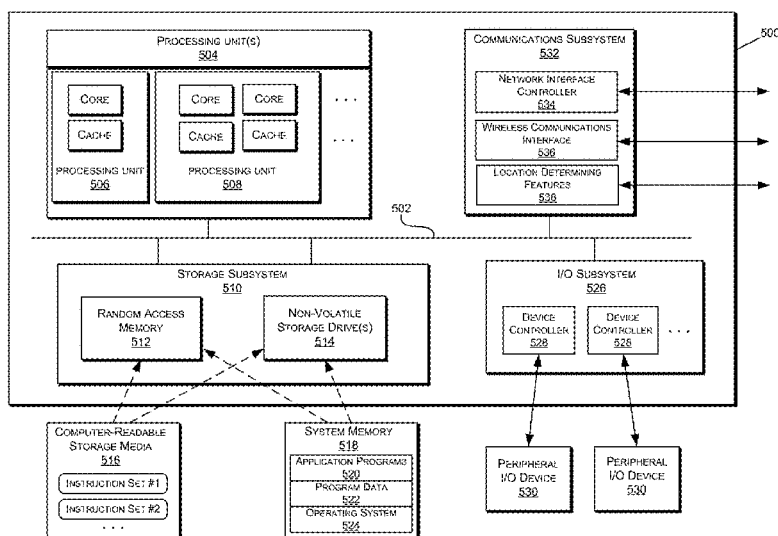 500
PROCESSING UNIT(S)
504
CORE
CACHE
PROCESSING UNIT
506
CORE
CORE
CACHE
CACHE
PROCESSING UNIT
508
. . .
. . .
COMMUNICATIONS SUBSYSTEM
532
NETWORK INTERFACE
CONTROLLER
534
WIRELESS COMMUNICATIONS
INTERFACE
536
LOCATION DETERMINING
FEATURES
538
502
STORAGE SUBSYSTEM
510
RANDOM ACCESS
MEMORY
512
NON-VOLATILE
STORAGE DRIVE(S)
514
I/O SUBSYSTEM
526
DEVICE
CONTROLLER
528
DEVICE
CONTROLLER
528
. . .
COMPUTER-READABLE
STORAGE MEDIA
516
INSTRUCTION SET #1
INSTRUCTION SET #2
. . .
SYSTEM MEMORY
518
APPLICATION PROGRAMS
520
PROGRAM DATA
522
OPERATING SYSTEM
524
PERIPHERAL
I/O DEVICE
530
PERIPHERAL
I/O DEVICE
530